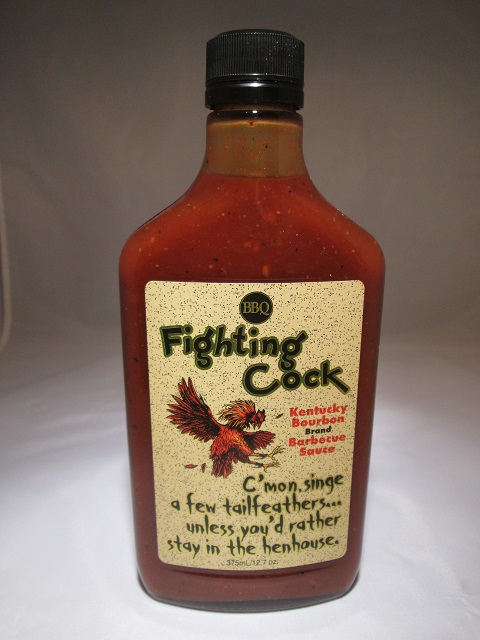 BBQ
Fighting
Cock
Kentucky
Bourbon
Brand
Barbecue
Sauce
C'mon, singe
a few tailfeathers...
unless you'd rather
stay in the henhouse.
375mL/12.7 oz.